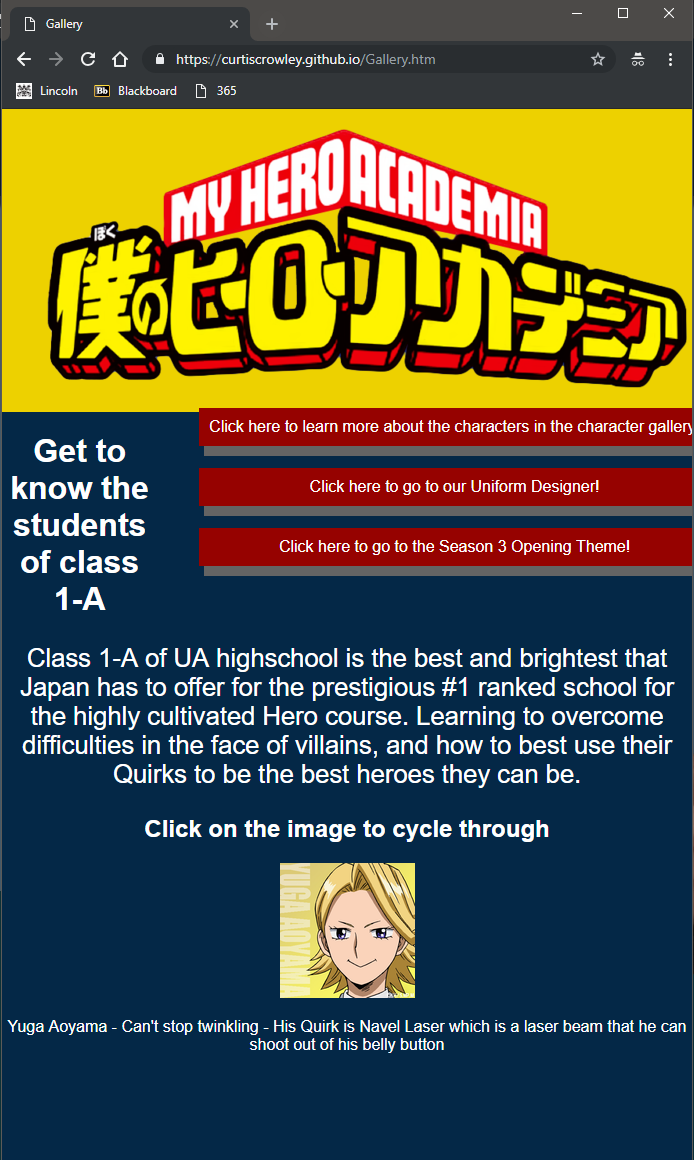 Gallery
https://curtiscrowley.github.io/Gallery.htm
Lincoln
Bb Blackboard
365
MY HERO ACADEMIA
ぼく
僕のヒーローアカデミア
Click here to learn more about the characters in the character gallery
Click here to go to our Uniform Designer!
Click here to go to the Season 3 Opening Theme!
Get to
know the
students
of class
1-A
Class 1-A of UA highschool is the best and brightest that
Japan has to offer for the prestigious #1 ranked school for
the highly cultivated Hero course. Learning to overcome
difficulties in the face of villains, and how to best use their
Quirks to be the best heroes they can be.
Click on the image to cycle through
YUGA AOYAMA
Yuga Aoyama - Can't stop twinkling - His Quirk is Navel Laser which is a laser beam that he can
shoot out of his belly button